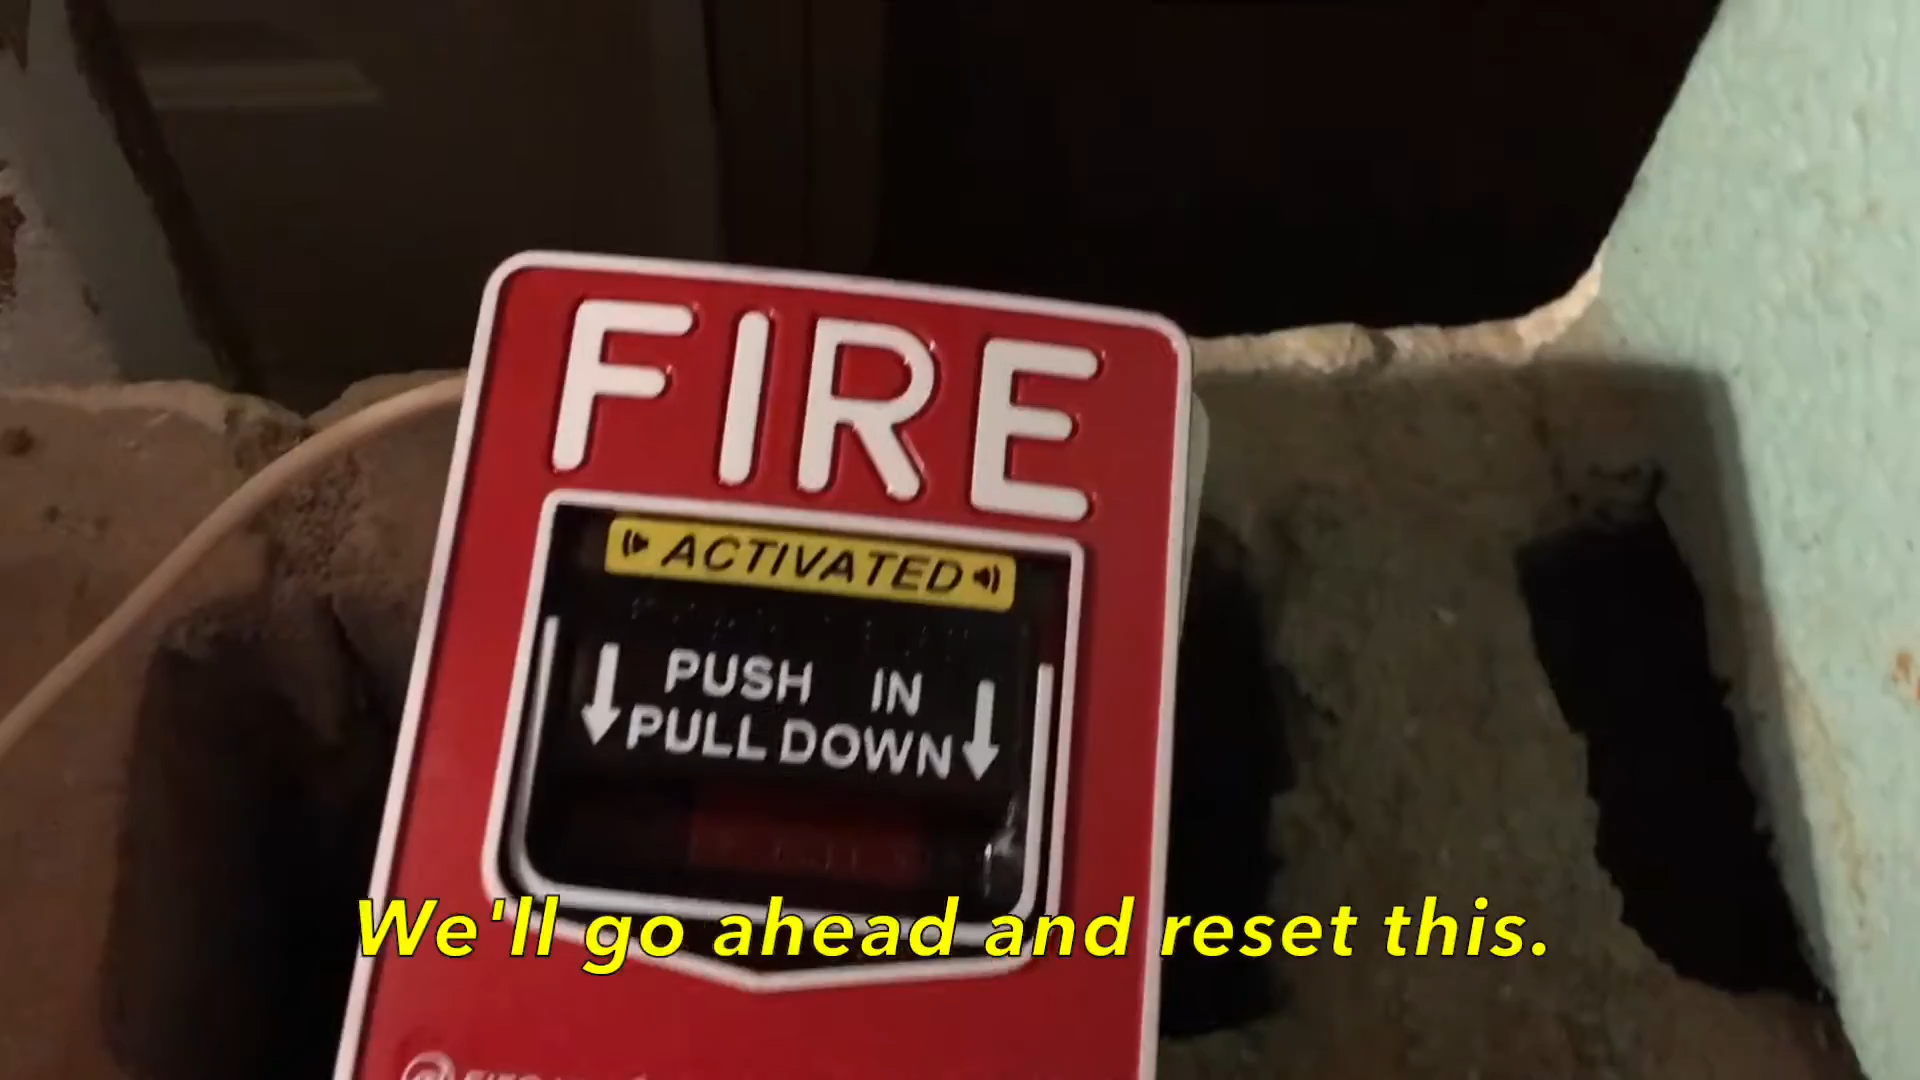 FIRE
ACTIVATED
PUSH IN
PULL DOWN
We'll go ahead and reset this.